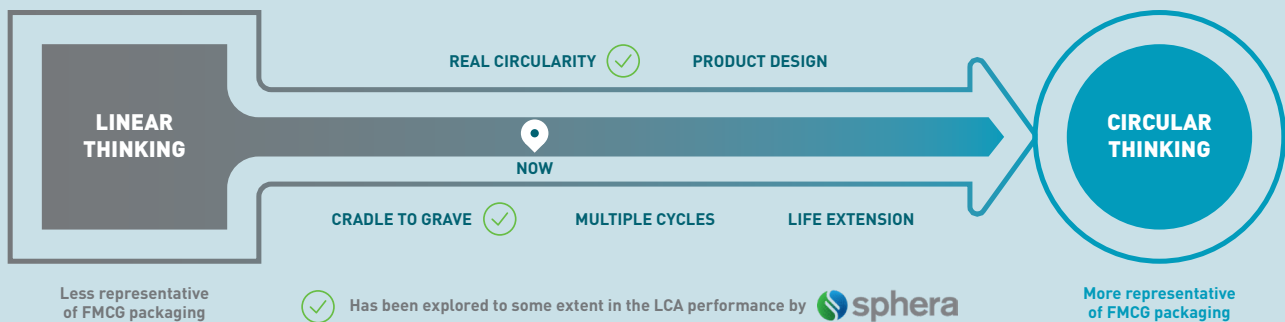 REAL CIRCULARITY
PRODUCT DESIGN
LINEAR
THINKING
CIRCULAR
THINKING
NOW
CRADLE TO GRAVE
MULTIPLE CYCLES
LIFE EXTENSION
Less representative
of FMCG packaging
Has been explored to some extent in the LCA performance by sphera
More representative
of FMCG packaging